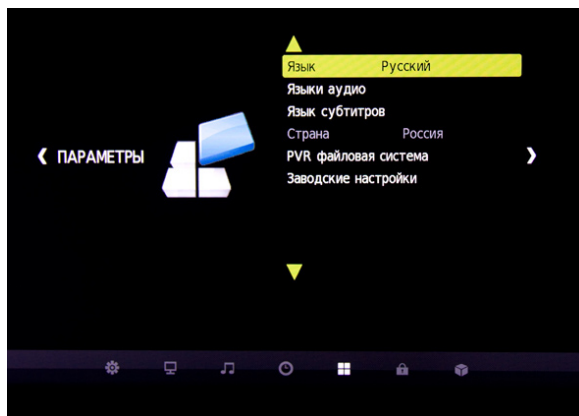 Язык Русский
Языки аудио
Язык субтитров
Страна Россия
ПАРАМЕТРЫ
PVR файловая система
Заводские настройки